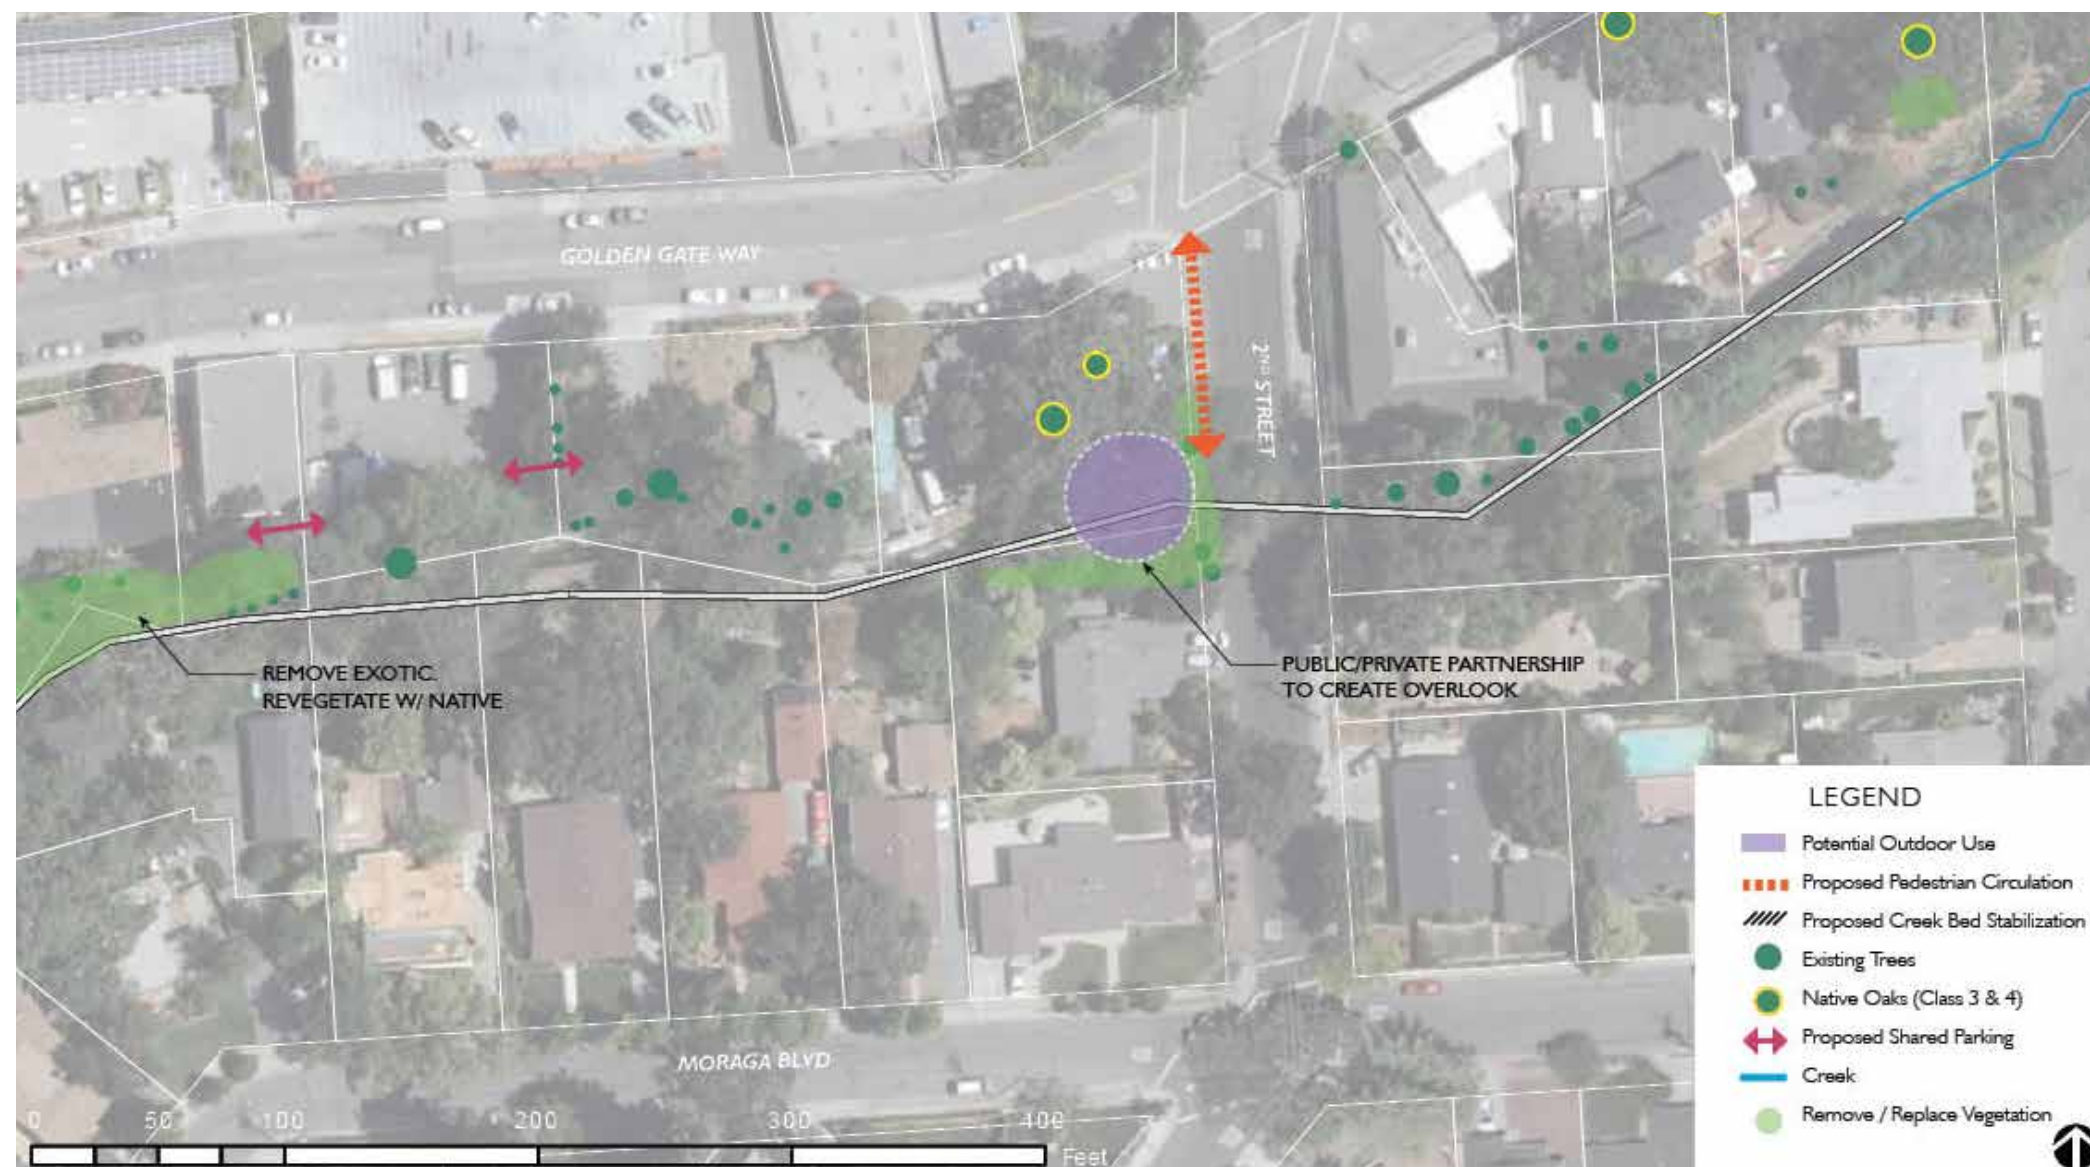 GOLDEN GATE WAY
2ND STREET
REMOVE EXOTIC.
REVEGETATE W/ NATIVE
PUBLIC/PRIVATE PARTNERSHIP
TO CREATE OVERLOOK
MORAGA BLVD
LEGEND
Potential Outdoor Use
Proposed Pedestrian Circulation
Proposed Creek Bed Stabilization
Existing Trees
Native Oaks (Class 3 & 4)
Proposed Shared Parking
Creek
Remove / Replace Vegetation
0 50 100 200 300 400
Feet